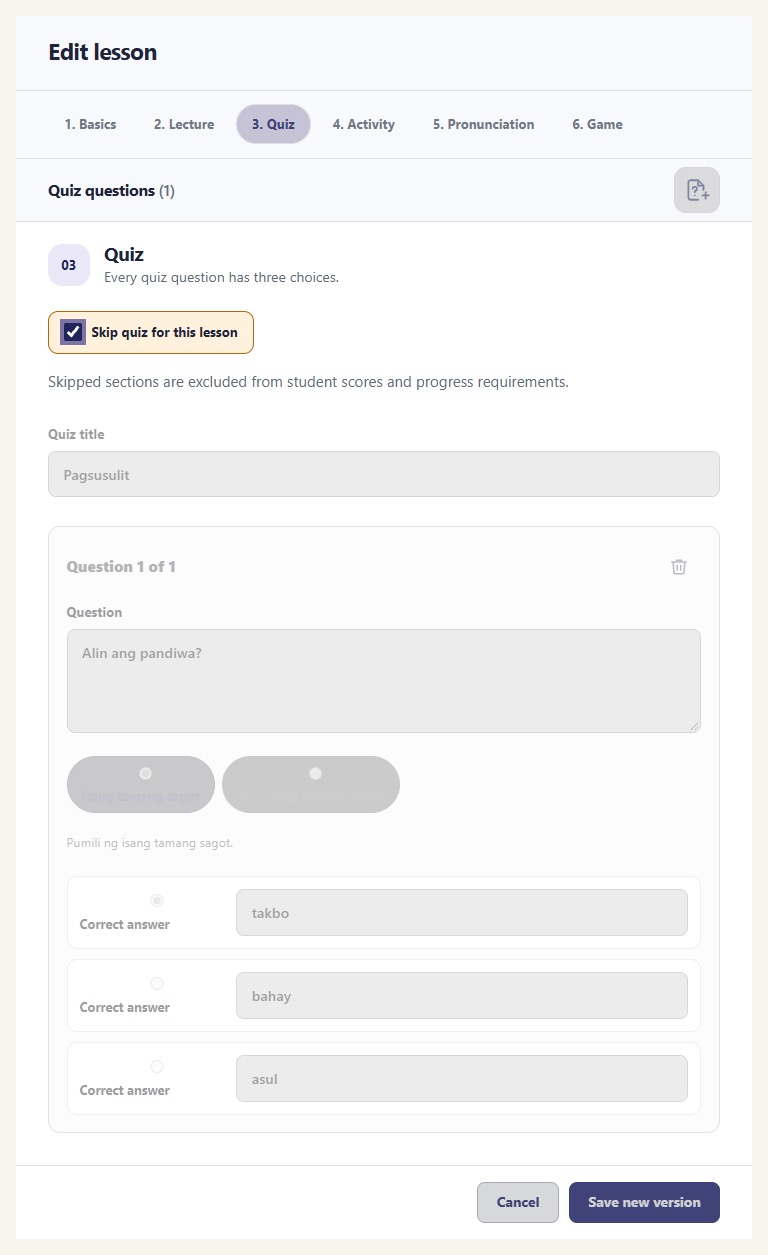 Edit lesson
1. Basics
2. Lecture
3. Quiz
4. Activity
5. Pronunciation
6. Game
Quiz questions (1)
03
Quiz
Every quiz question has three choices.
Skip quiz for this lesson
Skipped sections are excluded from student scores and progress requirements.
Quiz title
Pagsusulit
Question 1 of 1
Question
Alin ang pandiwa?
Isang tamang sagot
Pumili ng isang tamang sagot.
Correct answer
takbo
Correct answer
bahay
Correct answer
asul
Cancel
Save new version